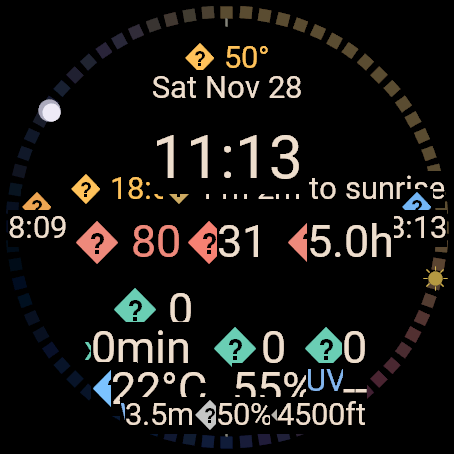 ? 50°
Sat Nov 28
11:13
? 18: to sunrise
? ?
8:09 :13
? 80 ? 31 5.0h
? 0
0min ? 0 ? 0
22°C 55% UV --
3.5m ? 50% 4500ft